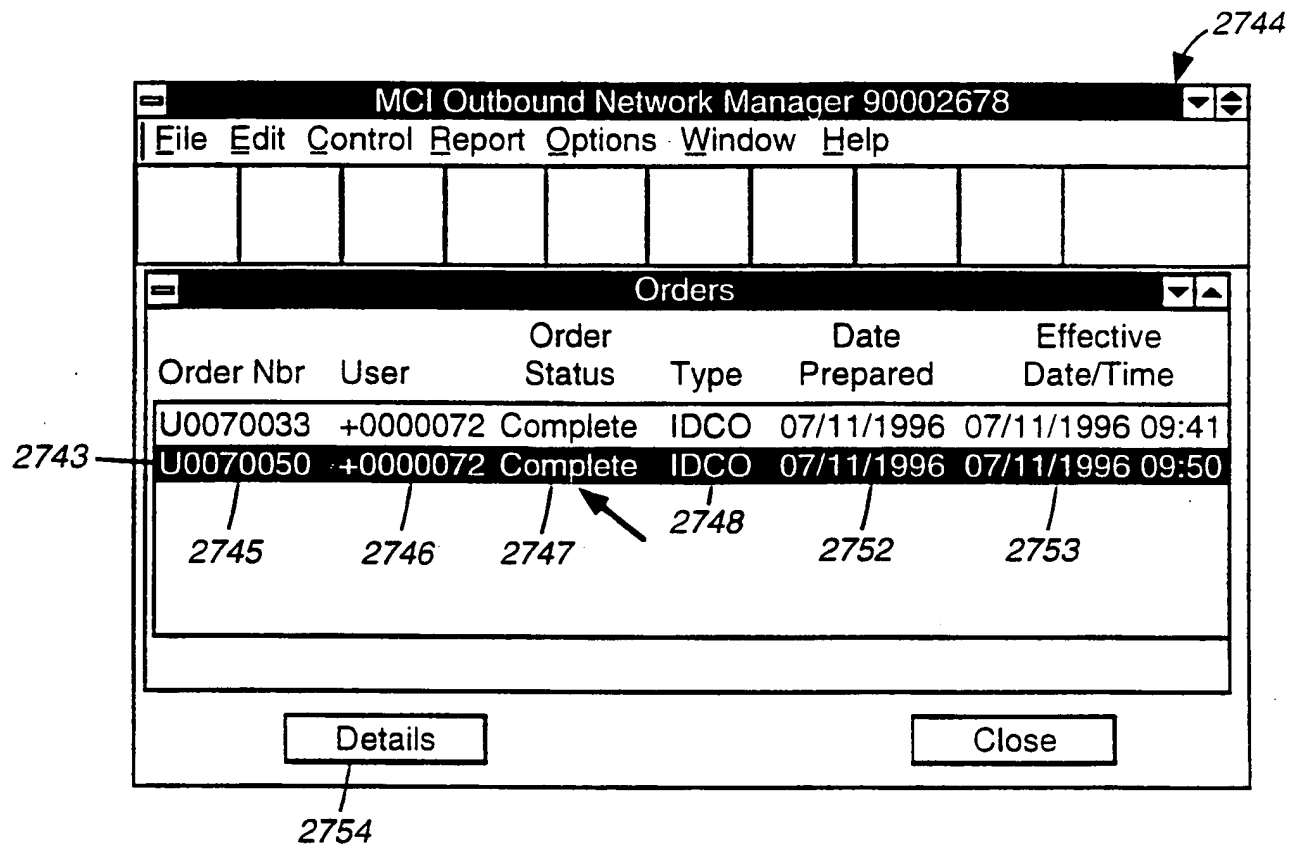 2744
MCI Outbound Network Manager 90002678
File Edit Control Report Options Window Help
Orders
Order Nbr User Order Status Type Date Prepared Effective Date/Time
U0070033 +0000072 Complete IDCO 07/11/1996 07/11/1996 09:41
2743 U0070050 +0000072 Complete IDCO 07/11/1996 07/11/1996 09:50
2745 2746 2747 2748 2752 2753
Details Close
2754